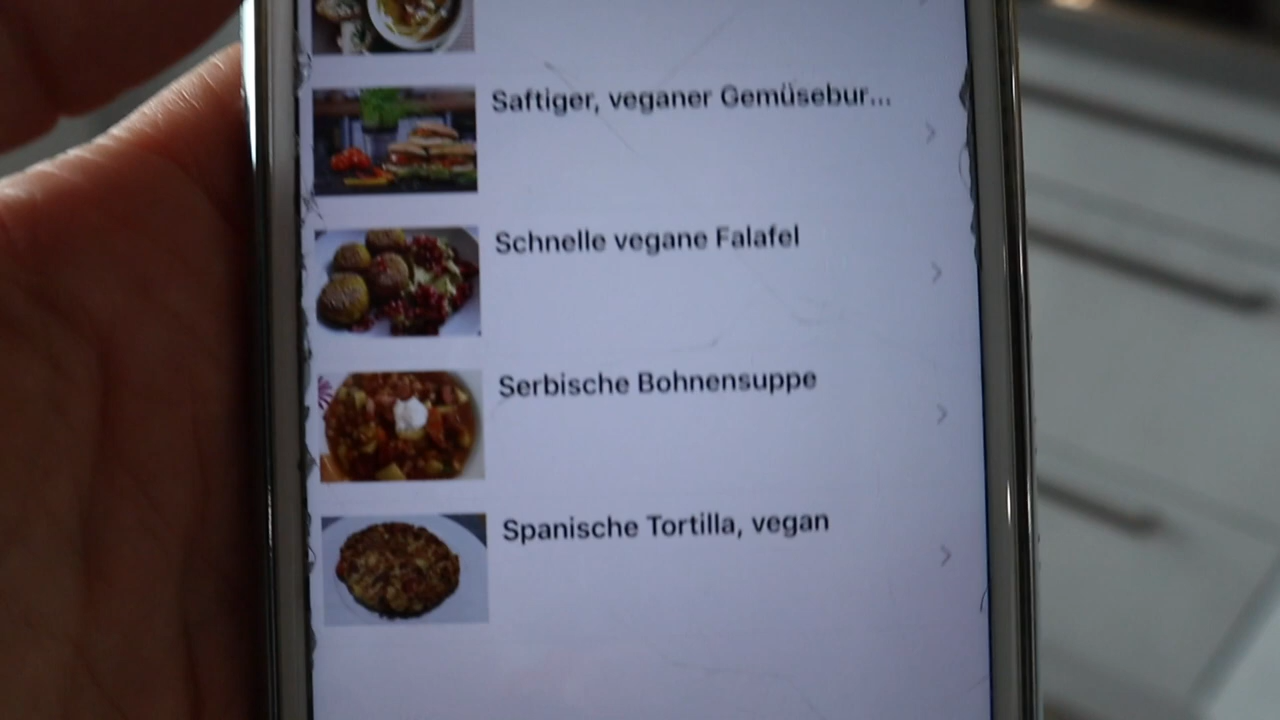 Saftiger, veganer Gemüsebur...
Schnelle vegane Falafel
Serbische Bohnensuppe
Spanische Tortilla, vegan